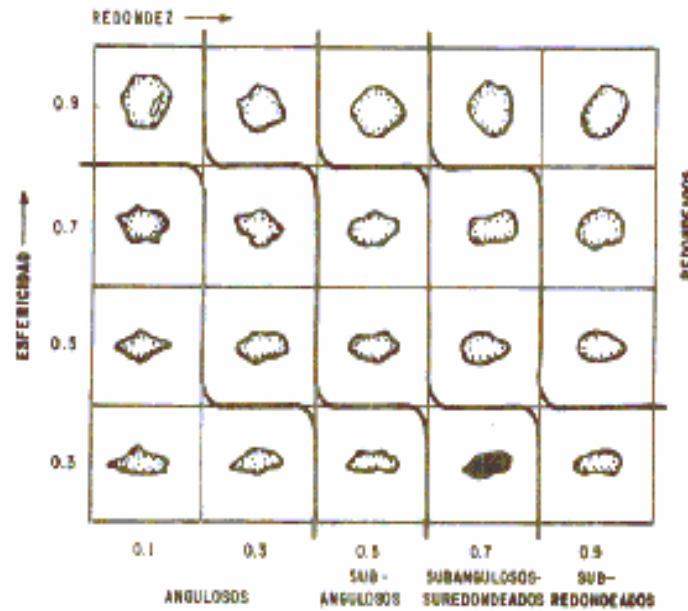 REDONDEZ
0.9
0.7
0.5
0.3
ESFERICIDAD
REDONDEADOS
0.1 0.3 0.5 0.7 0.9
ANGULOSOS
SUB-
ANGULOSOS
SUBANGULOSOS-
SUREDONDEADOS
SUB-
REDONDEADOS